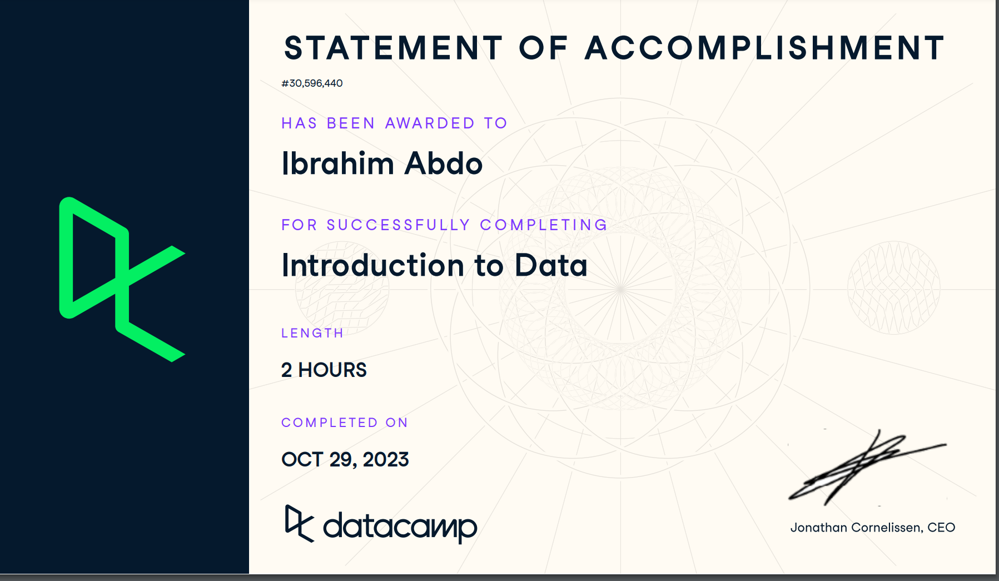 STATEMENT OF ACCOMPLISHMENT
#30,596,440
HAS BEEN AWARDED TO
Ibrahim Abdo
FOR SUCCESSFULLY COMPLETING
Introduction to Data
LENGTH
2 HOURS
COMPLETED ON
OCT 29, 2023
datacamp
Jonathan Cornelissen, CEO